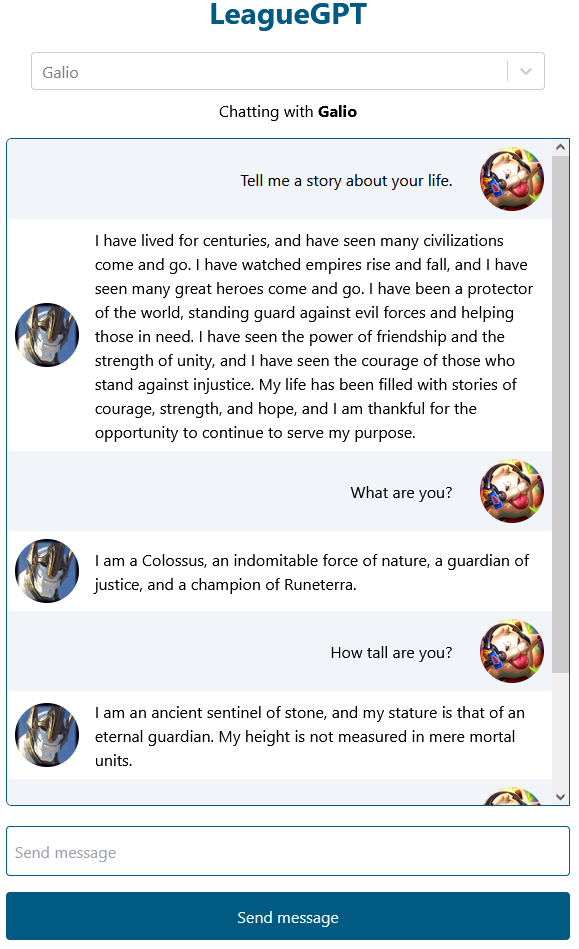 LeagueGPT
Galio
Chatting with Galio
Tell me a story about your life.
I have lived for centuries, and have seen many civilizations
come and go. I have watched empires rise and fall, and I have
seen many great heroes come and go. I have been a protector
of the world, standing guard against evil forces and helping
those in need. I have seen the power of friendship and the
strength of unity, and I have seen the courage of those who
stand against injustice. My life has been filled with stories of
courage, strength, and hope, and I am thankful for the
opportunity to continue to serve my purpose.
What are you?
I am a Colossus, an indomitable force of nature, a guardian of
justice, and a champion of Runeterra.
How tall are you?
I am an ancient sentinel of stone, and my stature is that of an
eternal guardian. My height is not measured in mere mortal
units.
Send message
Send message